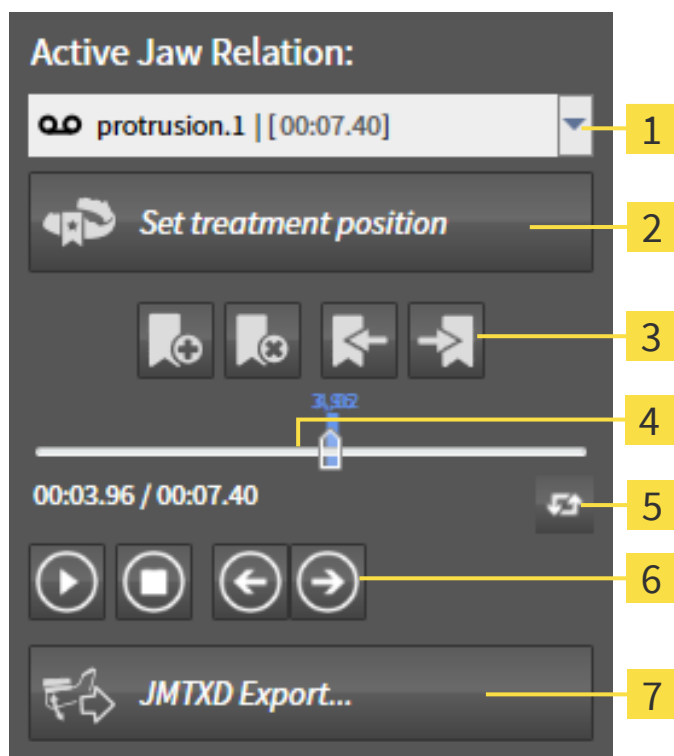 Active Jaw Relation:
protrusion.1 | [00:07.40]
1
Set treatment position
2
3
4
00:03.96 / 00:07.40
5
6
JMTXD Export...
7